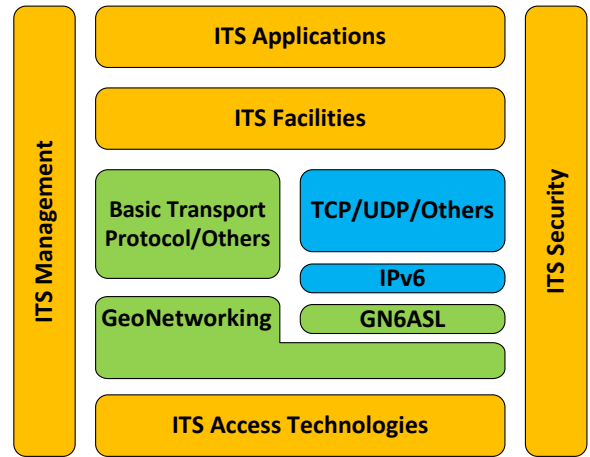 ITS Management
ITS Applications
ITS Facilities
Basic Transport
Protocol/Others
TCP/UDP/Others
IPv6
GeoNetworking
GN6ASL
ITS Access Technologies
ITS Security